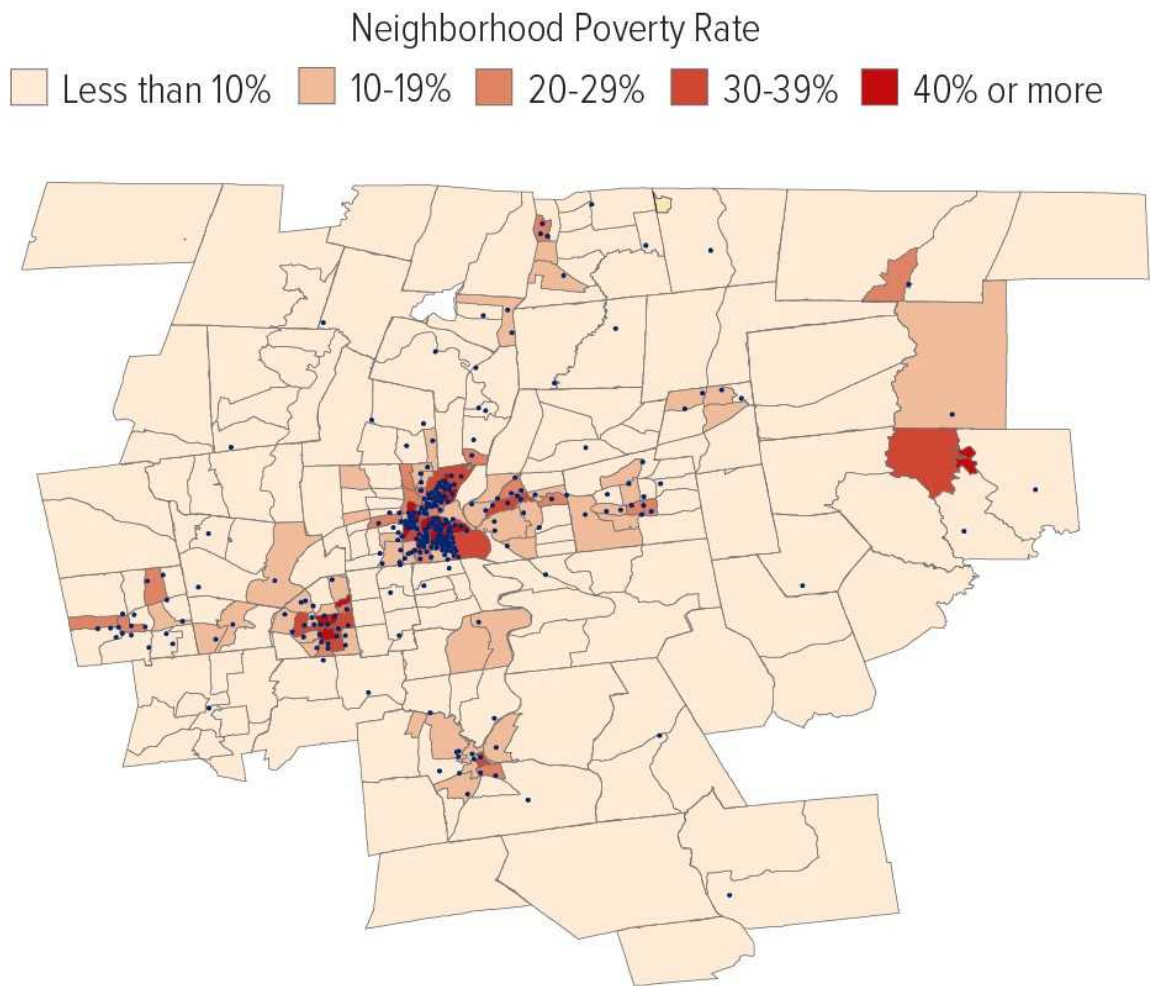 Neighborhood Poverty Rate
Less than 10% 10-19% 20-29% 30-39% 40% or more